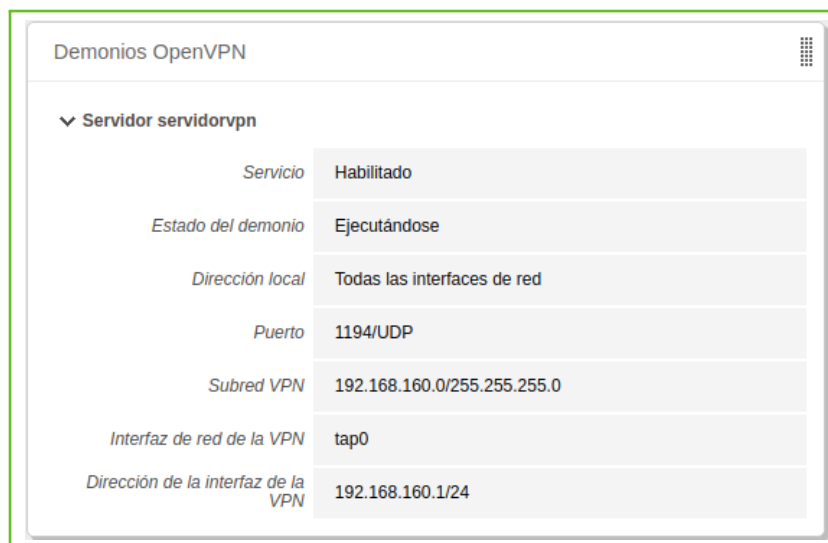 Demonios OpenVPN
Servidor servidorvpn
Servicio Habilitado
Estado del demonio Ejecutándose
Dirección local Todas las interfaces de red
Puerto 1194/UDP
Subred VPN 192.168.160.0/255.255.255.0
Interfaz de red de la VPN tap0
Dirección de la interfaz de la
VPN 192.168.160.1/24